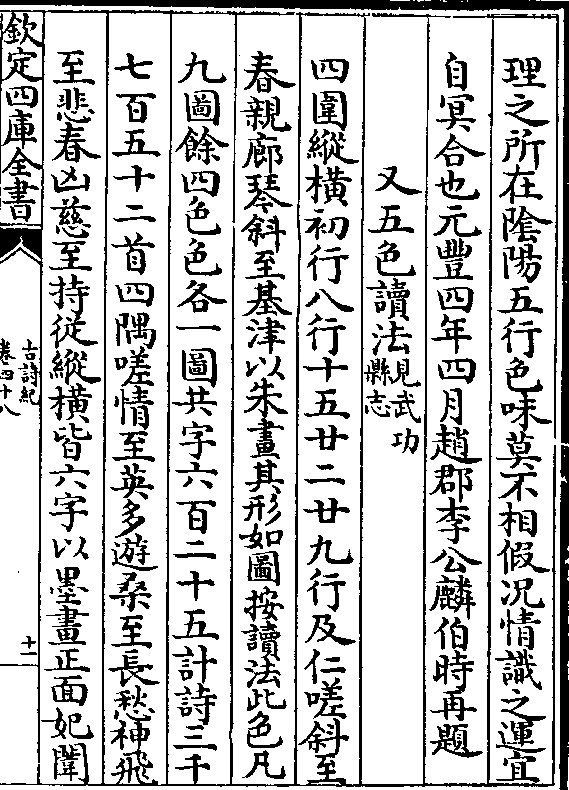 理之所在陰陽五行色味莫不相假况情識之運宜
自冥合也元豐四年四月趙郡李公麟伯時再題
又五色讀法見武功縣志
四圍縱横初行八行十五廿二廿九行及仁嗟斜至
春親廊琴斜至基津以朱畫其形如圖按讀法此色凡
九圖餘四色色各一圖共字六百二十五計詩三千
七百五十二首四隅嗟情至英多遊桑至長愁神飛
至悲春凶慈至持從縱横皆六字以墨畫正面妃闈
欽定四庫全書
古詩紀
卷四十八
十一